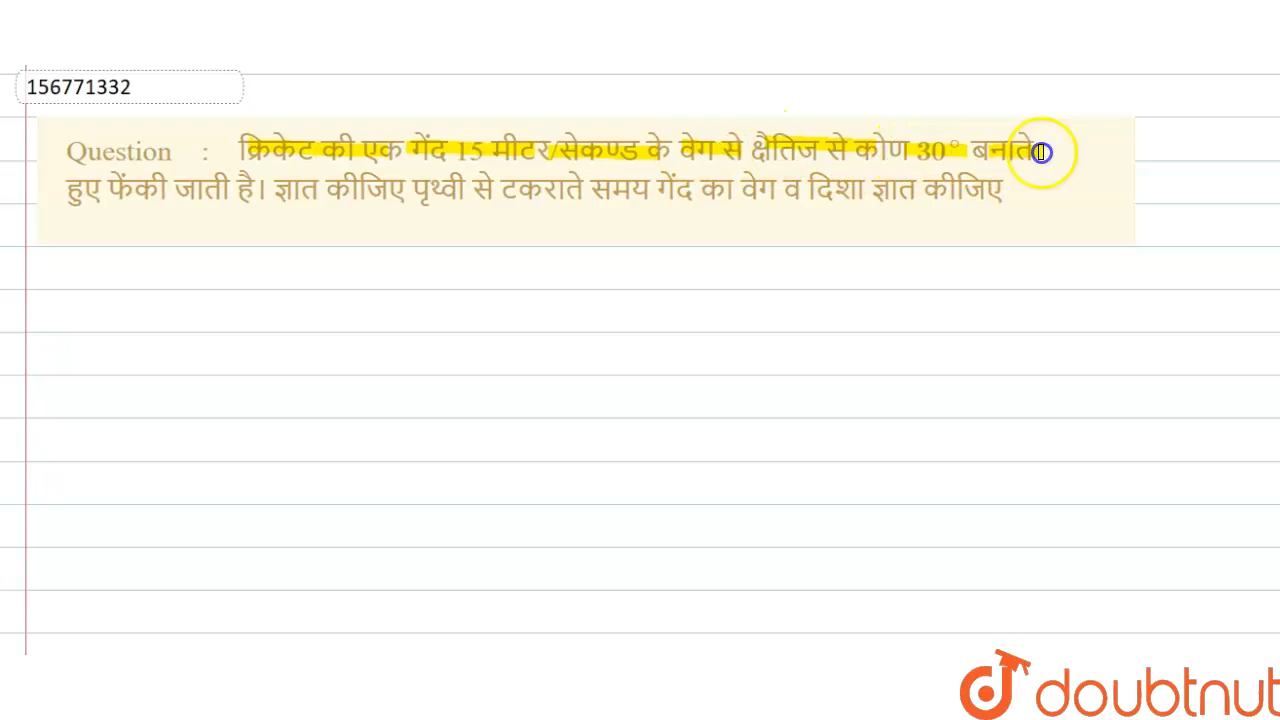 156771332
Question : क्रिकेट की एक गेंद 15 मीटर/सेकण्ड के वेग से क्षैतिज से कोण 30° बनाते
हुए फेंकी जाती है। ज्ञात कीजिए पृथ्वी से टकराते समय गेंद का वेग व दिशा ज्ञात कीजिए
doubtnut